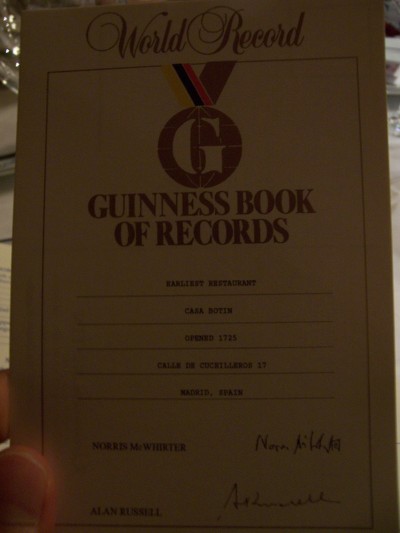 World Record
G
GUINNESS BOOK
OF RECORDS
EARLIEST RESTAURANT
CASA BOTIN
OPENED 1725
CALLE DE CUCHILLEROS 17
MADRID, SPAIN
NORRIS McWHIRTER
ALAN RUSSELL